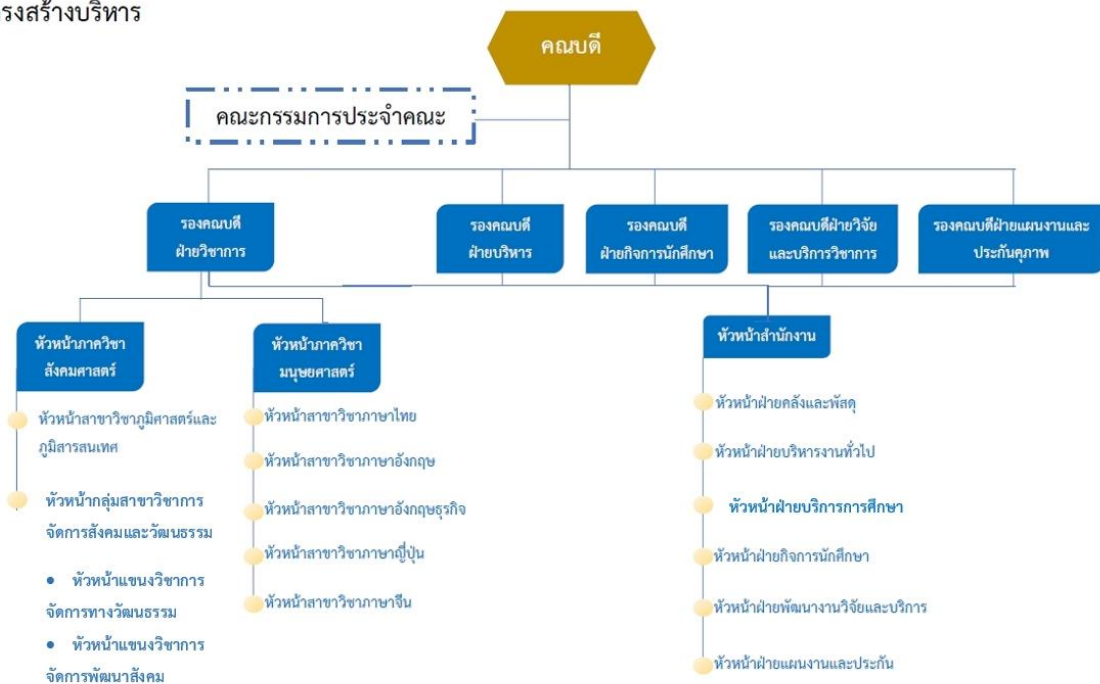 รงสร้างบริหาร
คณบดี
คณะกรรมการประจำคณะ
รองคณบดี
ฝ่ายวิชาการ
รองคณบดี
ฝ่ายบริหาร
รองคณบดี
ฝ่ายกิจการนักศึกษา
รองคณบดีฝ่ายวิจัย
และบริการวิชาการ
รองคณบดีฝ่ายแผนงานและ
ประกันคุภาพ
หัวหน้าภาควิชา
สังคมศาสตร์
หัวหน้าสาขาวิชาภูมิศาสตร์และ
ภูมิสารสนเทศ
หัวหน้ากลุ่มสาขาวิชาการ
จัดการสังคมและวัฒนธรรม
• หัวหน้าแขนงวิชาการ
จัดการทางวัฒนธรรม
• หัวหน้าแขนงวิชาการ
จัดการพัฒนาสังคม
หัวหน้าภาควิชา
มนุษยศาสตร์
หัวหน้าสาขาวิชาภาษาไทย
หัวหน้าสาขาวิชาภาษาอังกฤษ
หัวหน้าสาขาวิชาภาษาอังกฤษธุรกิจ
หัวหน้าสาขาวิชาภาษาญี่ปุ่น
หัวหน้าสาขาวิชาภาษาจีน
หัวหน้าสำนักงาน
หัวหน้าฝ่ายคลังและพัสดุ
หัวหน้าฝ่ายบริหารงานทั่วไป
หัวหน้าฝ่ายบริการการศึกษา
หัวหน้าฝ่ายกิจการนักศึกษา
หัวหน้าฝ่ายพัฒนางานวิจัยและบริการ
หัวหน้าฝ่ายแผนงานและประกัน